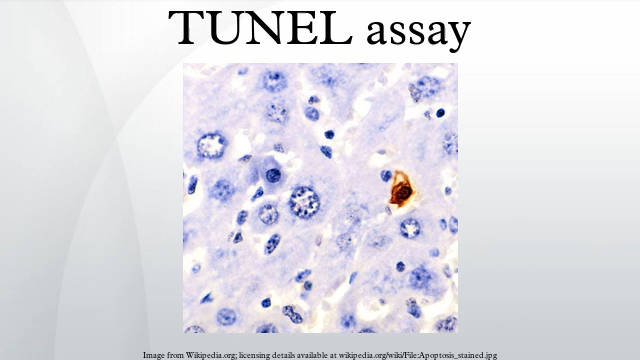 TUNEL assay
Image from Wikipedia.org; licensing details available at wikipedia.org/wiki/File:Apoptosis_stained.jpg